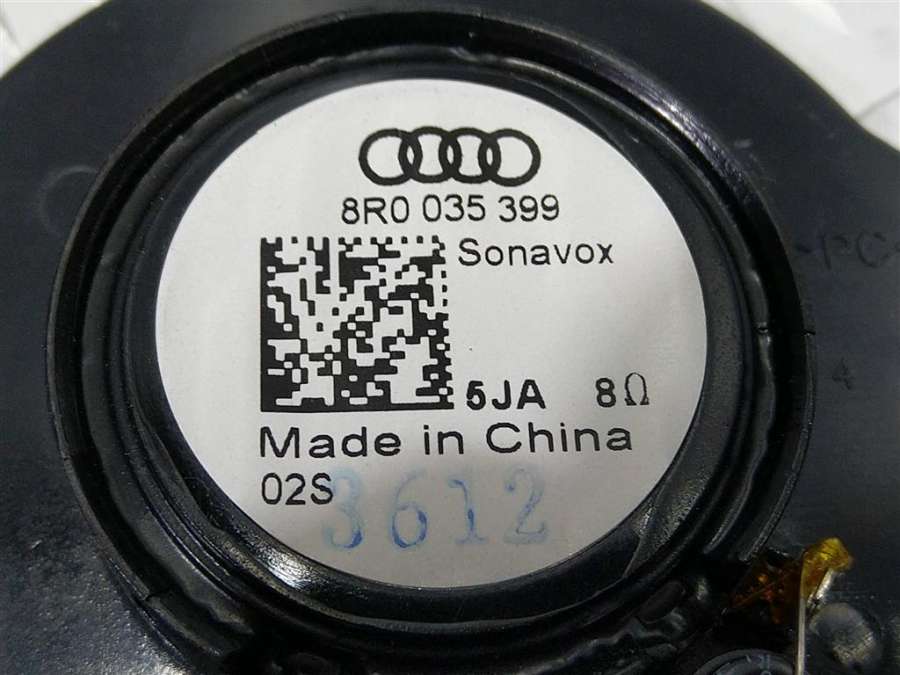 8R0 035 399
Sonavox
5JA 8Ω
Made in China
02S
3612